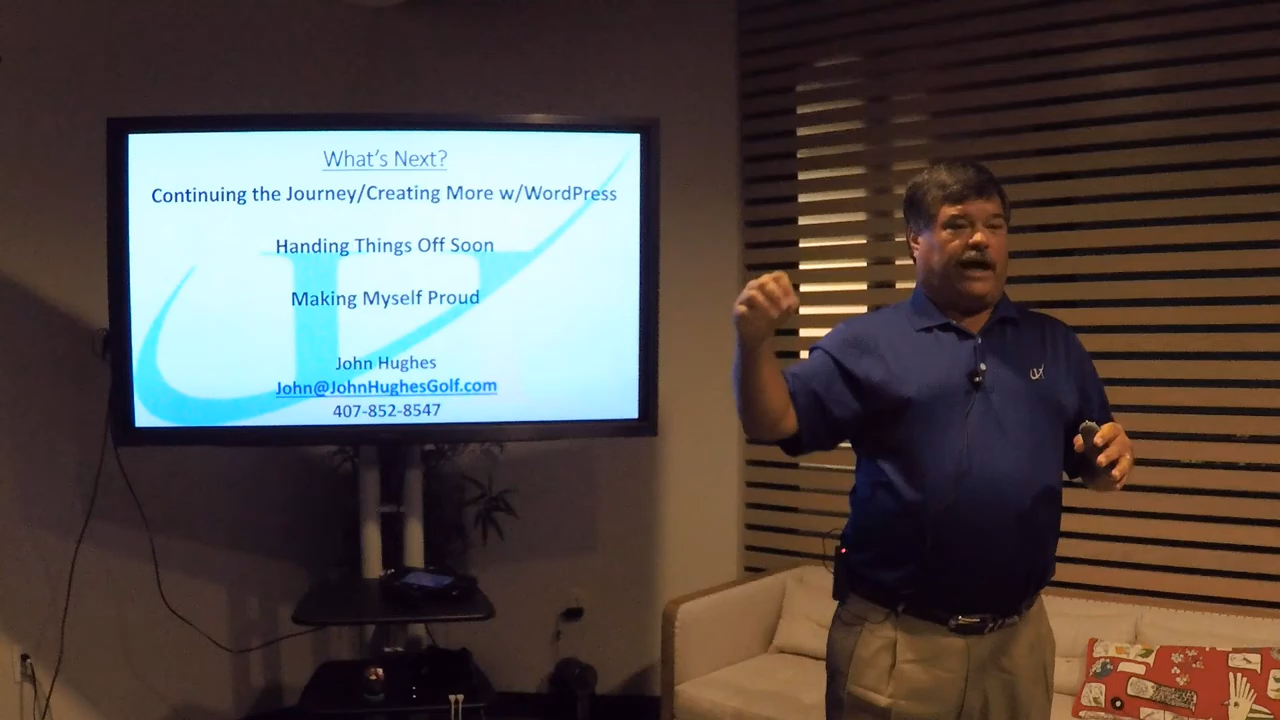 What's Next?
Continuing the Journey/Creating More w/WordPress
Handing Things Off Soon
Making Myself Proud
John Hughes
John@JohnHughesGolf.com
407-852-8547